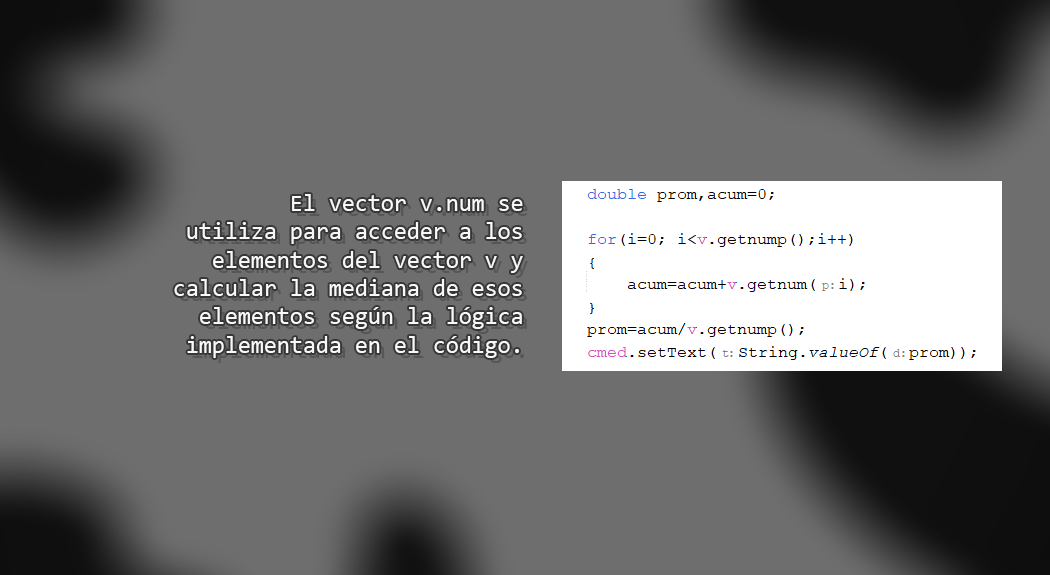 El vector v.num se
utiliza para acceder a los
elementos del vector v y
calcular la mediana de esos
elementos según la lógica
implementada en el código.
double prom,acum=0;
for(i=0; i<v.getnump();i++)
{
acum=acum+v.getnum( p: i);
}
prom=acum/v.getnump();
cmed.setText( t: String.valueOf( d: prom));